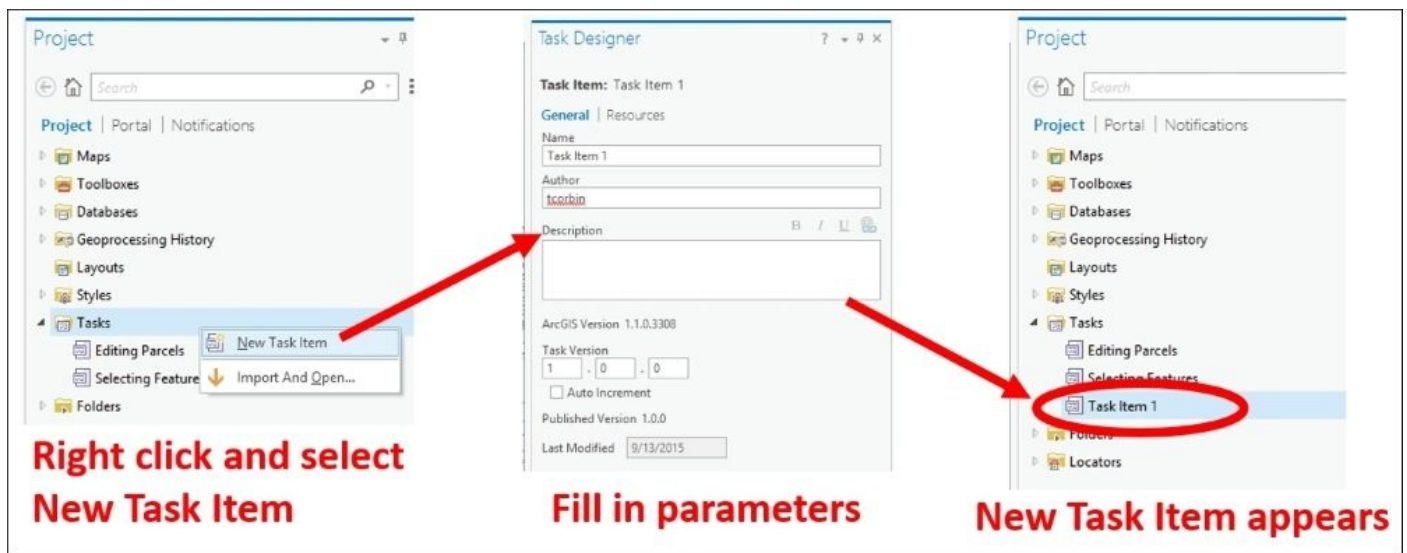 Project
Search
Project | Portal | Notifications
Maps
Toolboxes
Databases
Geoprocessing History
Layouts
Styles
Tasks
Editing Parcels
Selecting Feature
Folders
New Task Item
Import And Open...
Right click and select
New Task Item
Task Designer
Task Item: Task Item 1
General | Resources
Name
Task Item 1
Author
tcorbin
Description
B I U
ArcGIS Version 1.1.0.3308
Task Version
1 . 0 . 0
Auto Increment
Published Version 1.0.0
Last Modified 9/13/2015
Fill in parameters
Project
Search
Project | Portal | Notifications
Maps
Toolboxes
Databases
Geoprocessing History
Layouts
Styles
Tasks
Editing Parcels
Selecting Features
Task Item 1
Folders
Locators
New Task Item appears